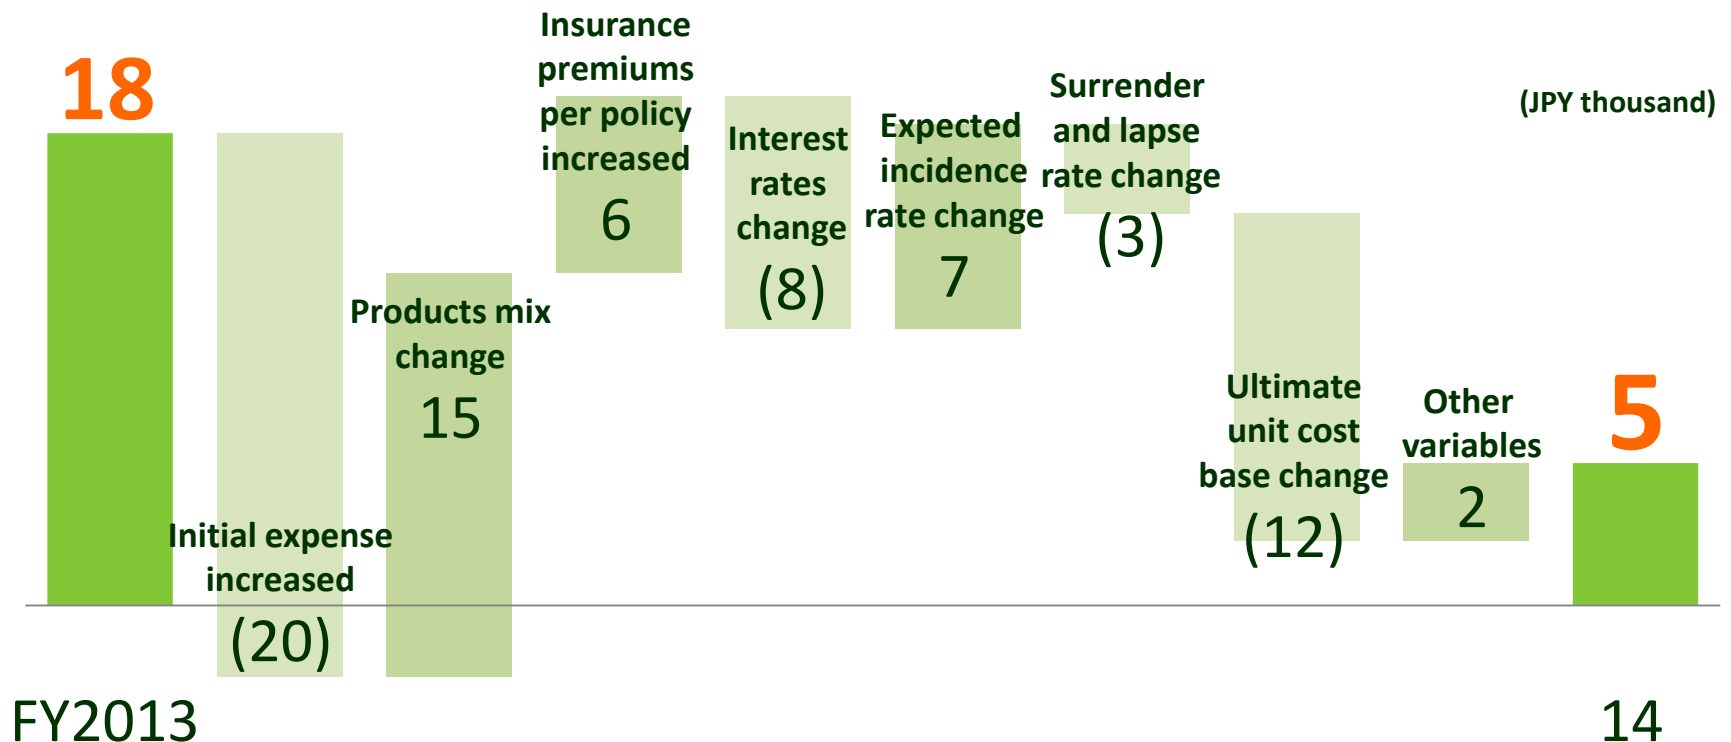 18
Initial expense
increased
(20)
Products mix
change
15
Insurance
premiums
per policy
increased
6
Interest
rates
change
(8)
Expected
incidence
rate change
7
Surrender
and lapse
rate change
(3)
Ultimate
unit cost
base change
(12)
Other
variables
2
(JPY thousand)
5
FY2013
14